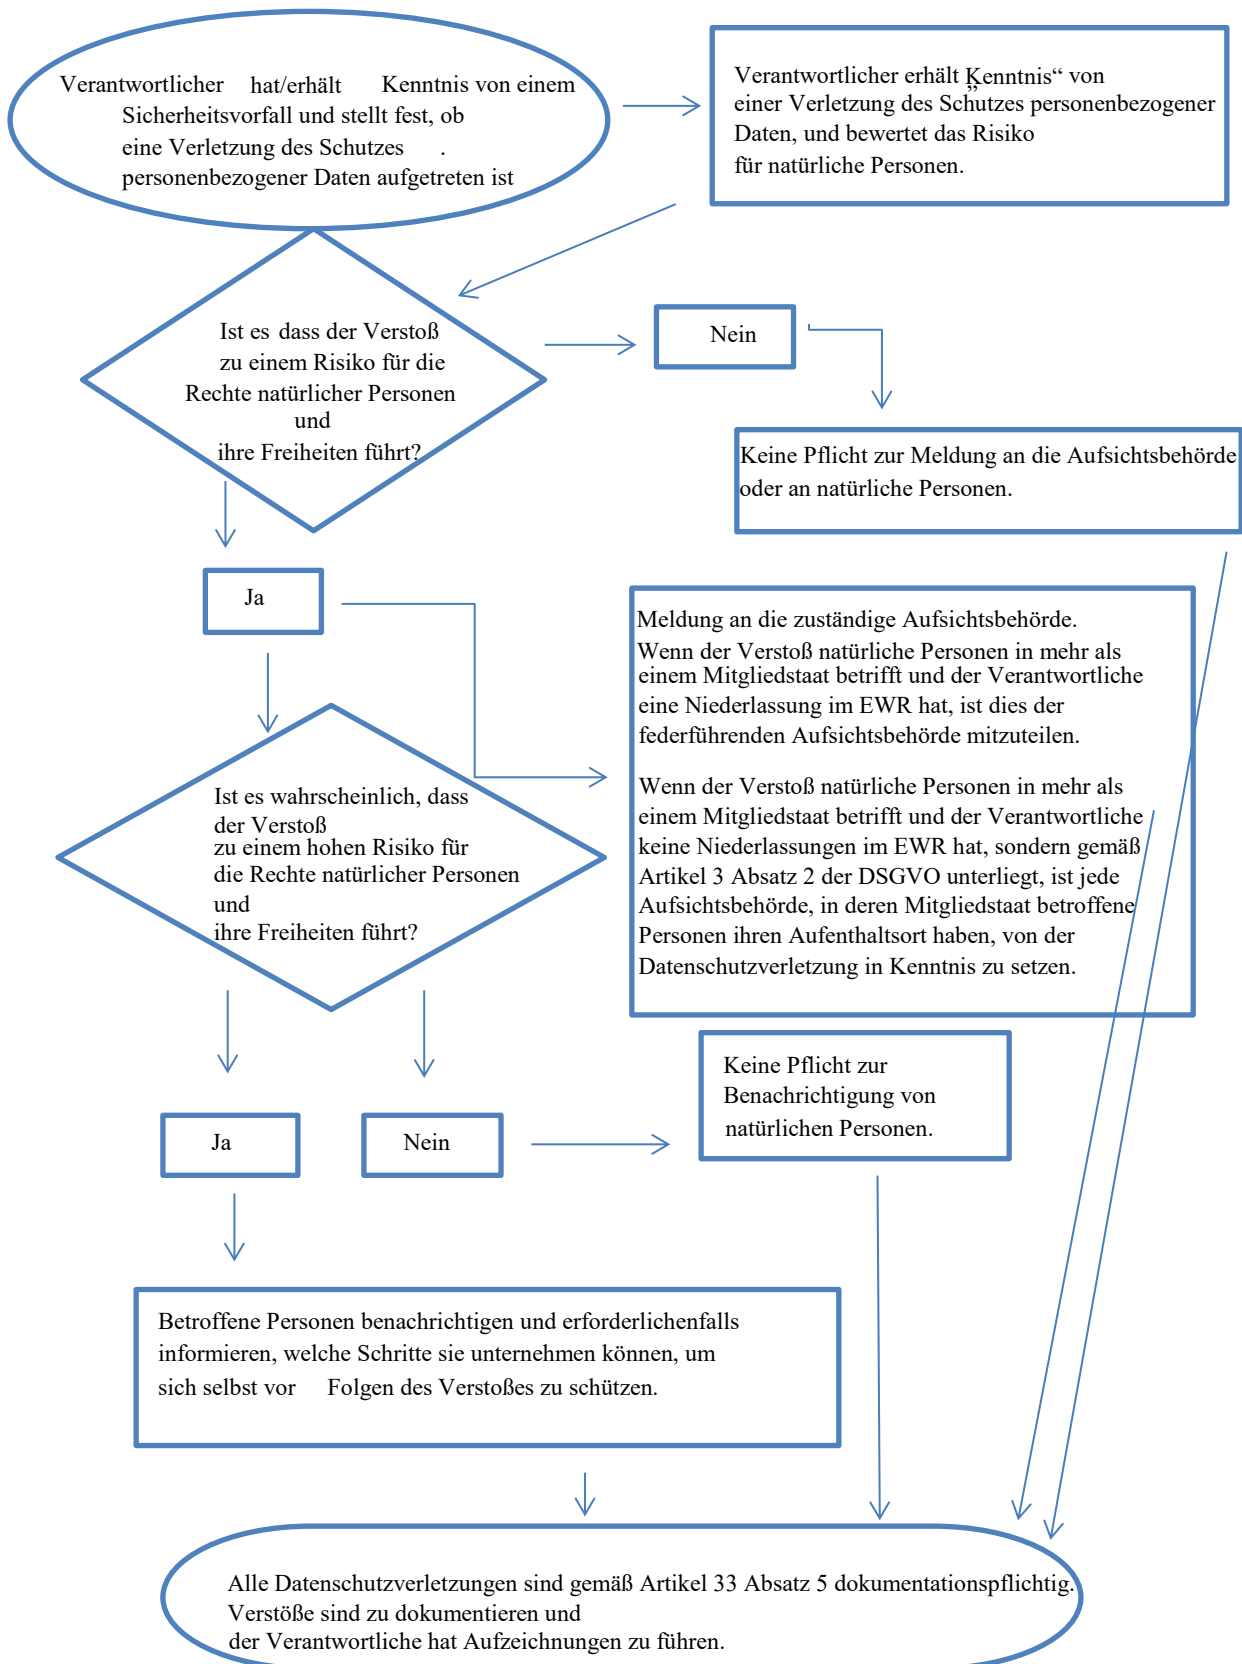 Verantwortlicher hat/erhält Kenntnis von einem
Sicherheitsvorfall und stellt fest, ob
eine Verletzung des Schutzes .
personenbezogener Daten aufgetreten ist
Verantwortlicher erhält „Kenntnis“ von
einer Verletzung des Schutzes personenbezogener
Daten, und bewertet das Risiko
für natürliche Personen.
Ist es dass der Verstoß
zu einem Risiko für die
Rechte natürlicher Personen
und
ihre Freiheiten führt?
Nein
Keine Pflicht zur Meldung an die Aufsichtsbehörde
oder an natürliche Personen.
Ja
Meldung an die zuständige Aufsichtsbehörde.
Wenn der Verstoß natürliche Personen in mehr als
einem Mitgliedstaat betrifft und der Verantwortliche
eine Niederlassung im EWR hat, ist dies der
federführenden Aufsichtsbehörde mitzuteilen.
Wenn der Verstoß natürliche Personen in mehr als
einem Mitgliedstaat betrifft und der Verantwortliche
keine Niederlassungen im EWR hat, sondern gemäß
Artikel 3 Absatz 2 der DSGVO unterliegt, ist jede
Aufsichtsbehörde, in deren Mitgliedstaat betroffene
Personen ihren Aufenthaltsort haben, von der
Datenschutzverletzung in Kenntnis zu setzen.
Ist es wahrscheinlich, dass
der Verstoß
zu einem hohen Risiko für
die Rechte natürlicher Personen
und
ihre Freiheiten führt?
Ja
Nein
Keine Pflicht zur
Benachrichtigung von
natürlichen Personen.
Betroffene Personen benachrichtigen und erforderlichenfalls
informieren, welche Schritte sie unternehmen können, um
sich selbst vor Folgen des Verstoßes zu schützen.
Alle Datenschutzverletzungen sind gemäß Artikel 33 Absatz 5 dokumentationspflichtig.
Verstöße sind zu dokumentieren und
der Verantwortliche hat Aufzeichnungen zu führen.